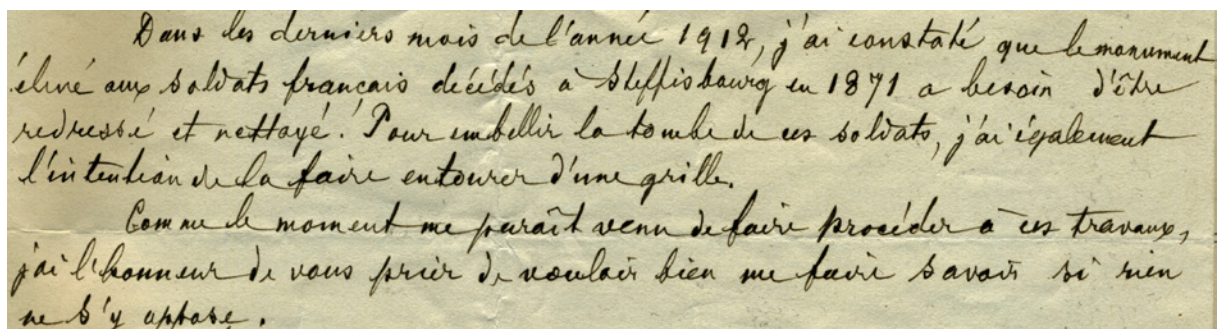 Dans les derniers mois de l'année 1912, j'ai constaté que le monument
élevé aux soldats français décédés à Steffisbourg en 1871 a besoin d'être
redressé et nettoyé. Pour embellir la tombe de ces soldats, j'ai également
l'intention de la faire entourer d'une grille.
Comme le moment me paraît venu de faire procéder à ces travaux,
j'ai l'honneur de vous prier de vouloir bien me faire savoir si rien
ne s'y oppose.